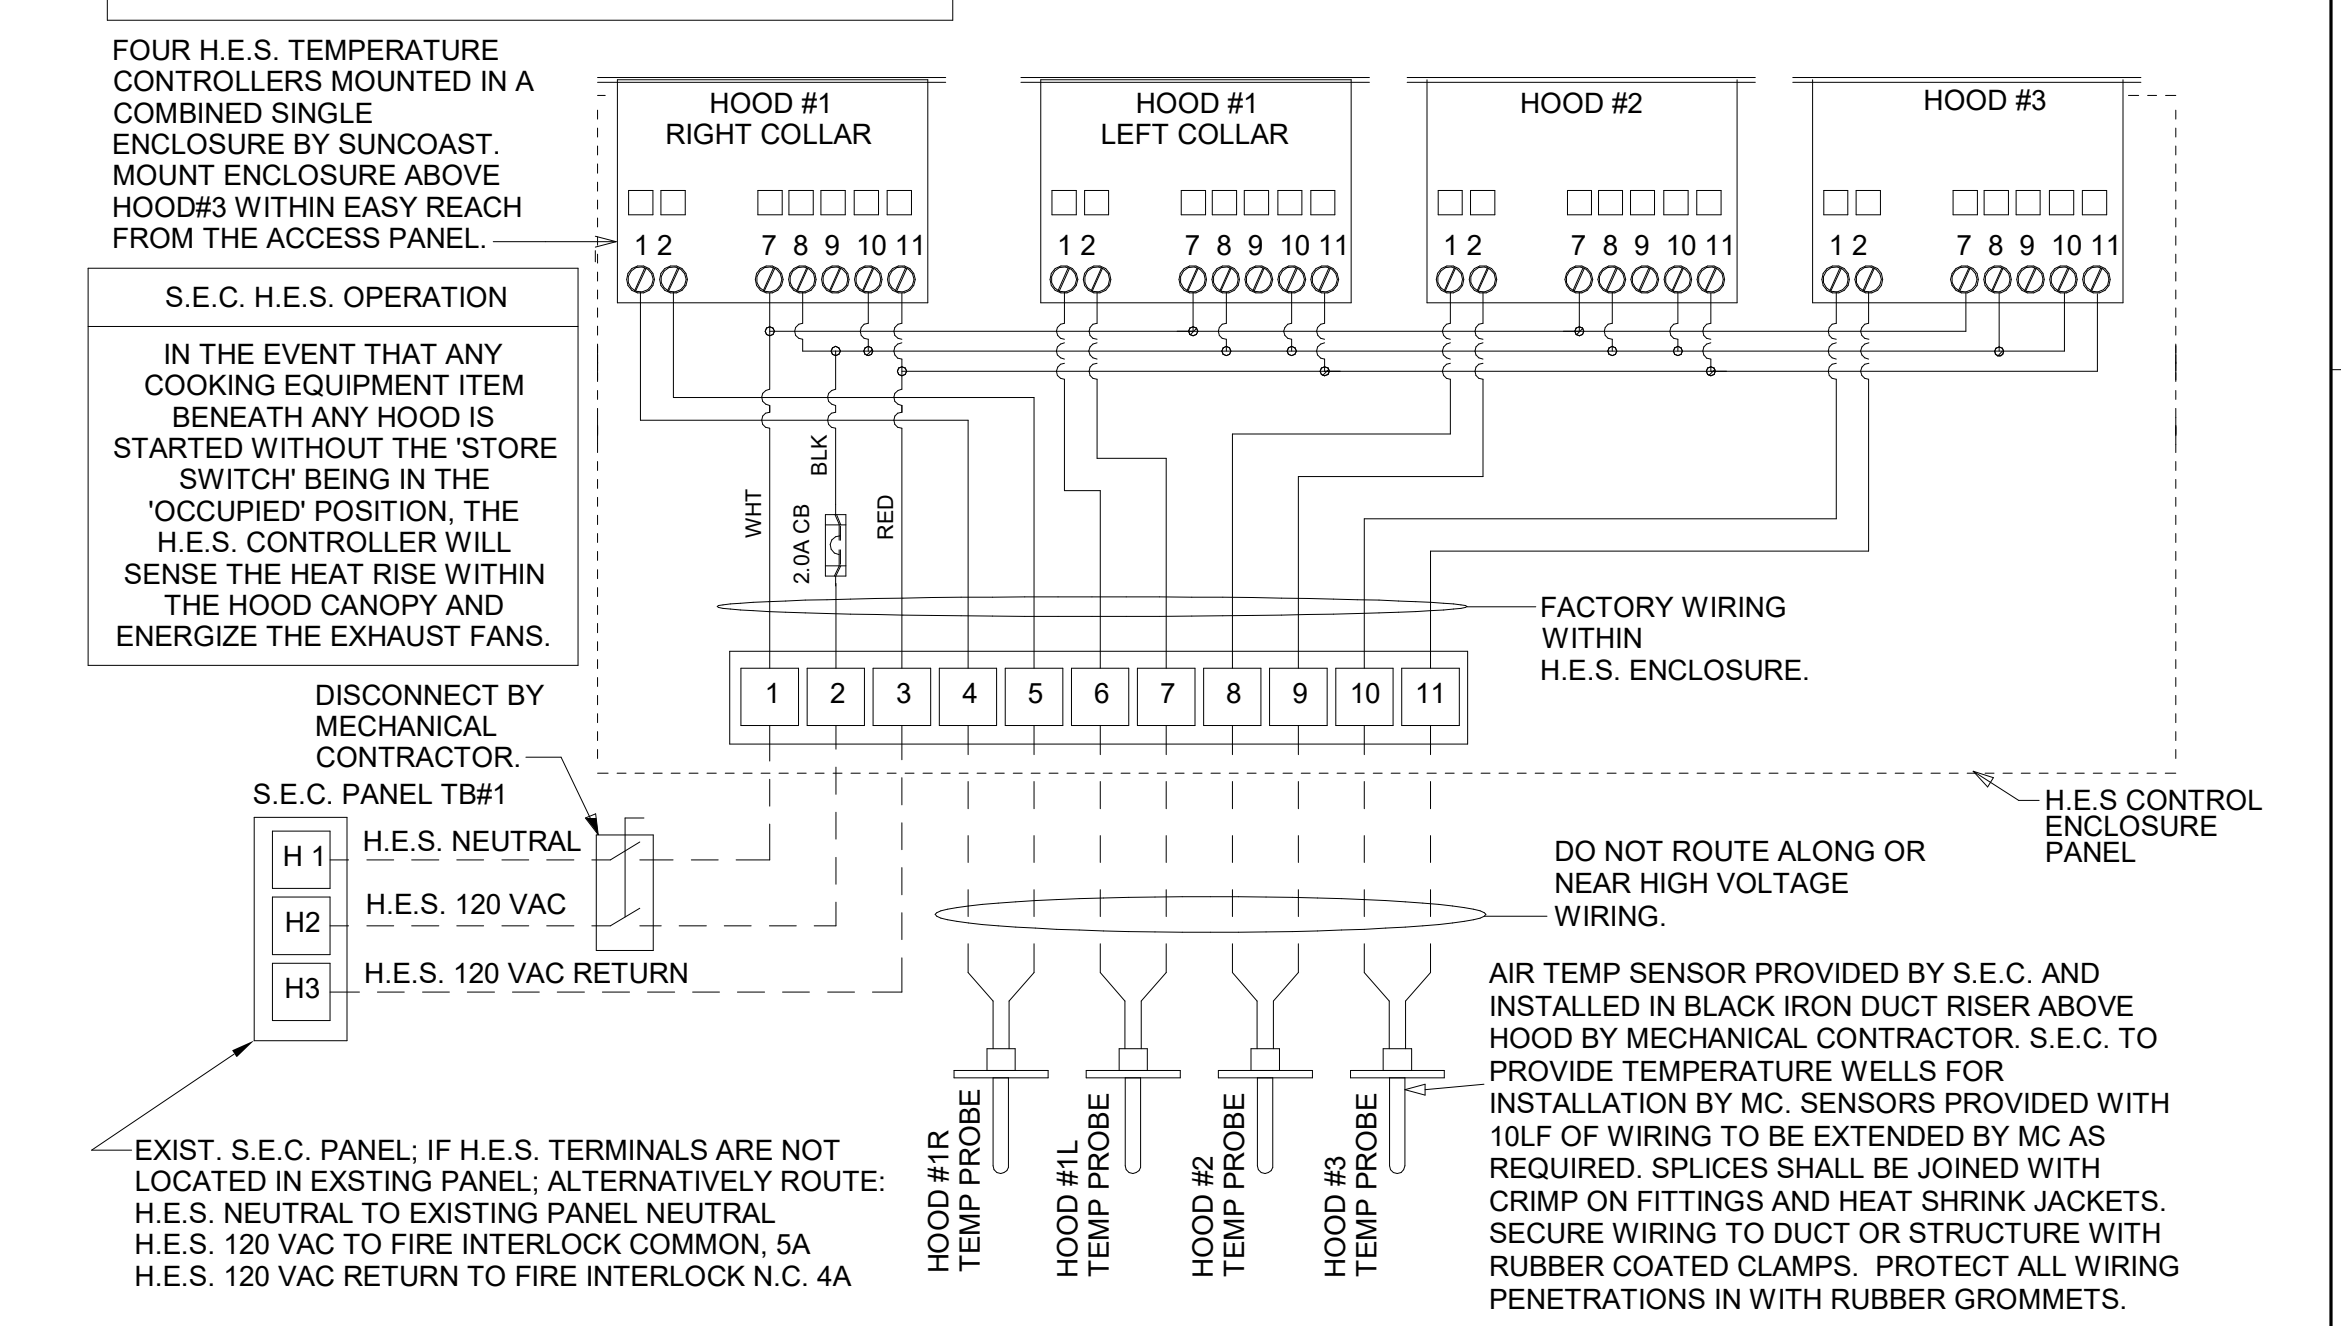 FOUR H.E.S. TEMPERATURE
CONTROLLERS MOUNTED IN A
COMBINED SINGLE
ENCLOSURE BY SUNCOAST.
MOUNT ENCLOSURE ABOVE
HOOD#3 WITHIN EASY REACH
FROM THE ACCESS PANEL.
HOOD #1
RIGHT COLLAR
1 2 7 8 9 10 11
HOOD #1
LEFT COLLAR
1 2 7 8 9 10 11
HOOD #2
1 2 7 8 9 10 11
HOOD #3
1 2 7 8 9 10 11
S.E.C. H.E.S. OPERATION
IN THE EVENT THAT ANY
COOKING EQUIPMENT ITEM
BENEATH ANY HOOD IS
STARTED WITHOUT THE 'STORE
SWITCH' BEING IN THE
'OCCUPIED' POSITION, THE
H.E.S. CONTROLLER WILL
SENSE THE HEAT RISE WITHIN
THE HOOD CANOPY AND
ENERGIZE THE EXHAUST FANS.
WHT
2.0A CB
BLK
RED
FACTORY WIRING
WITHIN
H.E.S. ENCLOSURE.
1 2 3 4 5 6 7 8 9 10 11
DISCONNECT BY
MECHANICAL
CONTRACTOR.
S.E.C. PANEL TB#1
H 1
H.E.S. NEUTRAL
H2
H.E.S. 120 VAC
H3
H.E.S. 120 VAC RETURN
H.E.S CONTROL
ENCLOSURE
PANEL
DO NOT ROUTE ALONG OR
NEAR HIGH VOLTAGE
WIRING.
AIR TEMP SENSOR PROVIDED BY S.E.C. AND
INSTALLED IN BLACK IRON DUCT RISER ABOVE
HOOD BY MECHANICAL CONTRACTOR. S.E.C. TO
PROVIDE TEMPERATURE WELLS FOR
INSTALLATION BY MC. SENSORS PROVIDED WITH
10LF OF WIRING TO BE EXTENDED BY MC AS
REQUIRED. SPLICES SHALL BE JOINED WITH
CRIMP ON FITTINGS AND HEAT SHRINK JACKETS.
SECURE WIRING TO DUCT OR STRUCTURE WITH
RUBBER COATED CLAMPS. PROTECT ALL WIRING
PENETRATIONS IN WITH RUBBER GROMMETS.
HOOD #1R
TEMP PROBE
HOOD #1L
TEMP PROBE
HOOD #2
TEMP PROBE
HOOD #3
TEMP PROBE
EXIST. S.E.C. PANEL; IF H.E.S. TERMINALS ARE NOT
LOCATED IN EXSTING PANEL; ALTERNATIVELY ROUTE:
H.E.S. NEUTRAL TO EXISTING PANEL NEUTRAL
H.E.S. 120 VAC TO FIRE INTERLOCK COMMON, 5A
H.E.S. 120 VAC RETURN TO FIRE INTERLOCK N.C. 4A